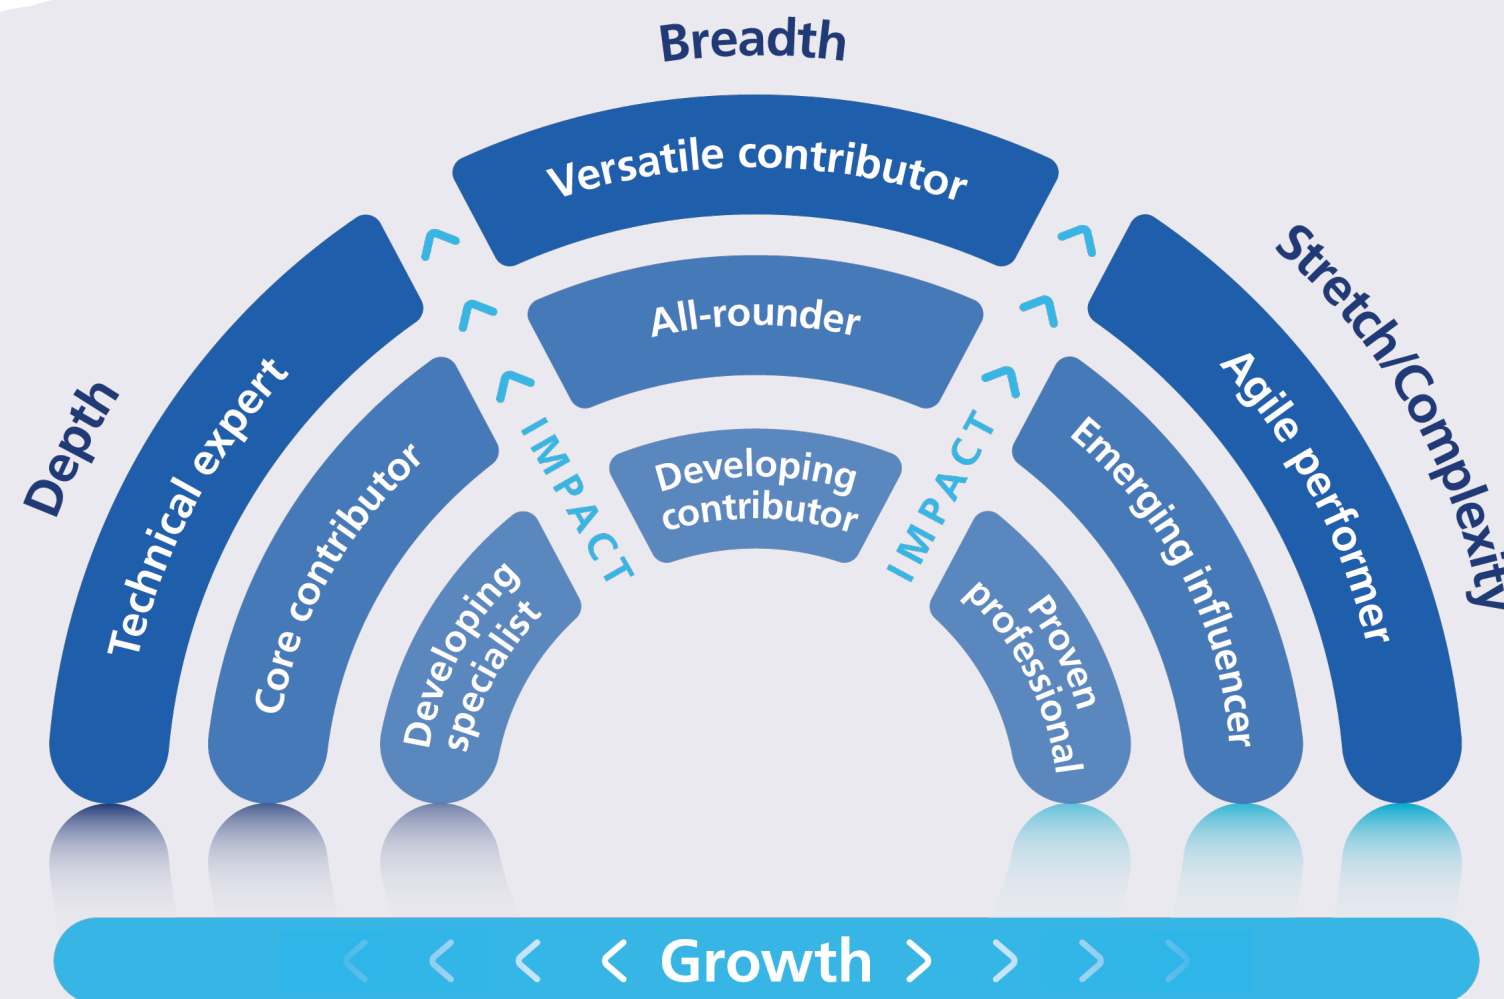 Breadth
Versatile contributor
All-rounder
Developing
contributor
Depth
Technical expert
Core contributor
Developing
specialist
IMPACT
IMPACT
Stretch/Complexity
Agile performer
Emerging influencer
Proven
professional
Growth